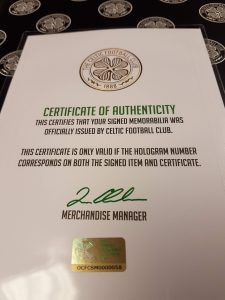 THE CELTIC FOOTBALL CLUB
1888
CERTIFICATE OF AUTHENTICITY
THIS CERTIFIES THAT YOUR SIGNED MEMORABILIA WAS
OFFICIALLY ISSUED BY CELTIC FOOTBALL CLUB.
THIS CERTIFICATE IS ONLY VALID IF THE HOLOGRAM NUMBER
CORRESPONDS ON BOTH THE SIGNED ITEM AND CERTIFICATE.
MERCHANDISE MANAGER